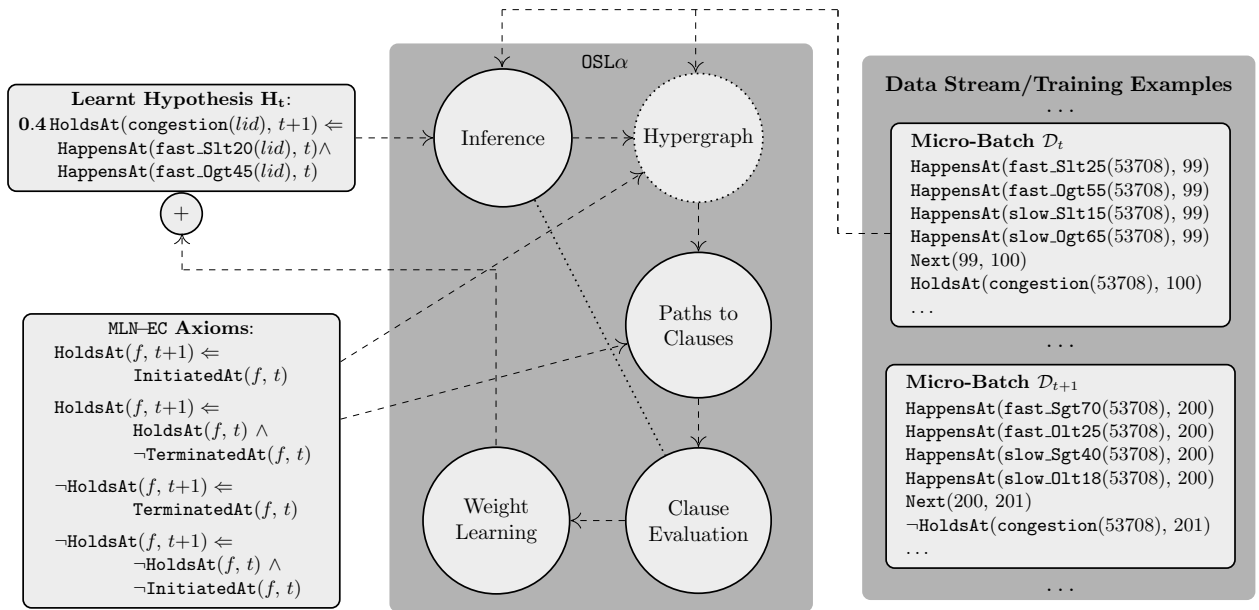 Learnt Hypothesis Hₜ:
0.4 HoldsAt(congestion(lid), t+1) ⇐
HappensAt(fast_Slt20(lid), t)∧
HappensAt(fast_Ogt45(lid), t)
+
MLN–EC Axioms:
HoldsAt(f, t+1) ⇐
InitiatedAt(f, t)
HoldsAt(f, t+1) ⇐
HoldsAt(f, t) ∧
¬TerminatedAt(f, t)
¬HoldsAt(f, t+1) ⇐
TerminatedAt(f, t)
¬HoldsAt(f, t+1) ⇐
¬HoldsAt(f, t) ∧
¬InitiatedAt(f, t)
OSLα
Inference
Hypergraph
Paths to
Clauses
Clause
Evaluation
Weight
Learning
Data Stream/Training Examples
...
Micro-Batch 𝒟ₜ
HappensAt(fast_Slt25(53708), 99)
HappensAt(fast_Ogt55(53708), 99)
HappensAt(slow_Slt15(53708), 99)
HappensAt(slow_Ogt65(53708), 99)
Next(99, 100)
HoldsAt(congestion(53708), 100)
...
...
Micro-Batch 𝒟ₜ₊₁
HappensAt(fast_Sgt70(53708), 200)
HappensAt(fast_Olt25(53708), 200)
HappensAt(slow_Sgt40(53708), 200)
HappensAt(slow_Olt18(53708), 200)
Next(200, 201)
¬HoldsAt(congestion(53708), 201)
...
...